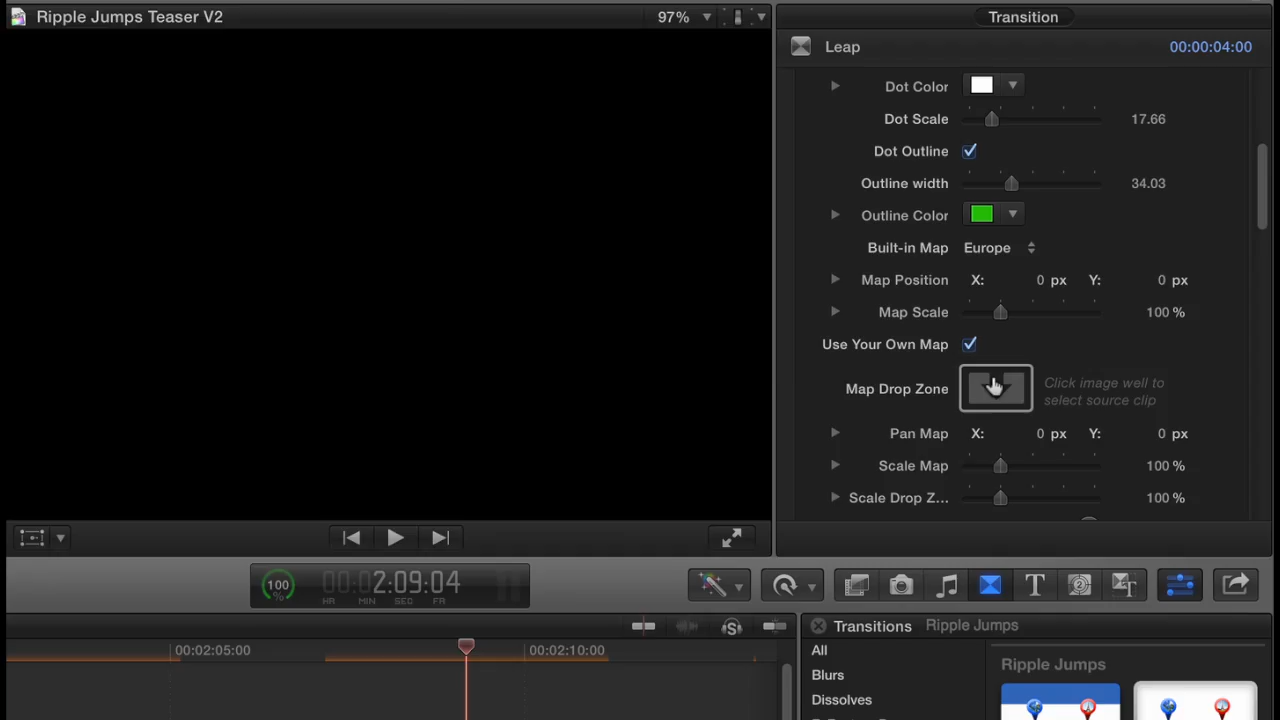 Ripple Jumps Teaser V2
97%
Transition
Leap
00:00:04:00
Dot Color
Dot Scale
17.66
Dot Outline
Outline width
34.03
Outline Color
Built-in Map Europe
Map Position X: 0 px Y: 0 px
Map Scale
100 %
Use Your Own Map
Map Drop Zone
Click image well to
select source clip
Pan Map X: 0 px Y: 0 px
Scale Map
100 %
Scale Drop Z...
100 %
100
%
00:00:2:09:04
HR MIN SEC FR
T
T
S
Transitions Ripple Jumps
00:02:05:00
00:02:10:00
All
Blurs
Dissolves
Ripple Jumps